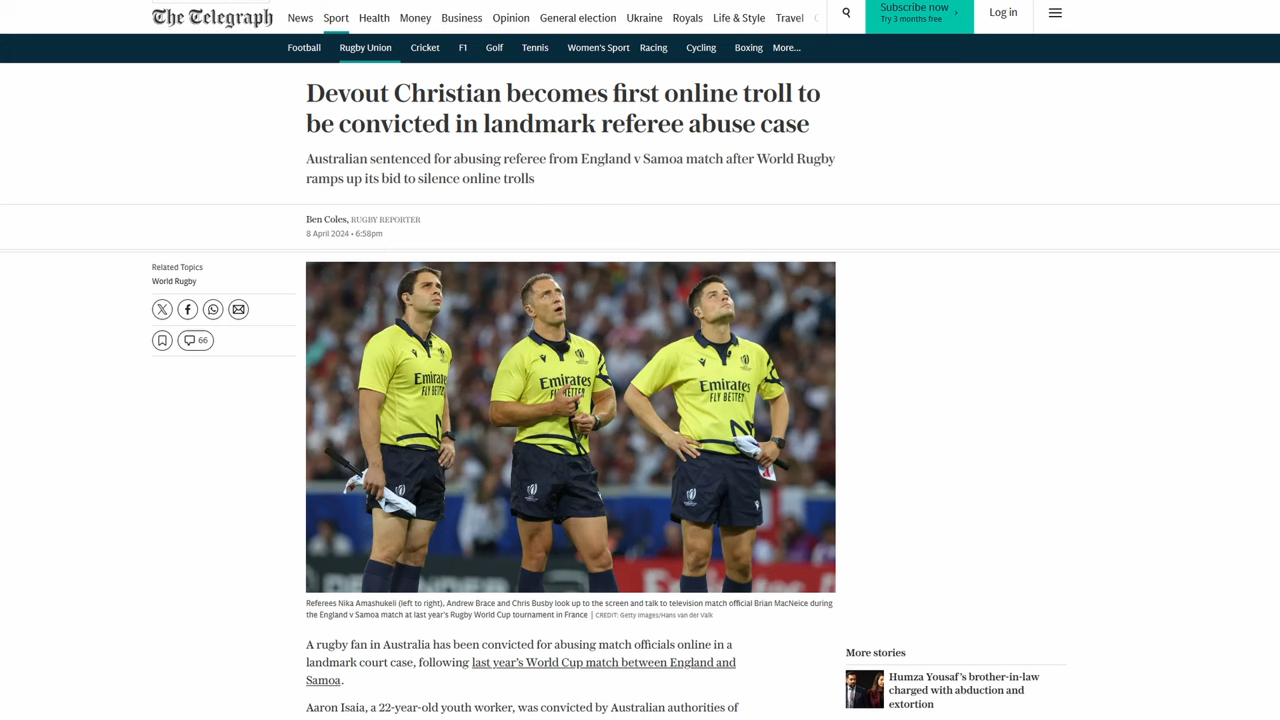 The Telegraph
News Sport Health Money Business Opinion General election Ukraine Royals Life & Style Travel
Subscribe now
Try 3 months free
Log in
Football Rugby Union Cricket F1 Golf Tennis Women's Sport Racing Cycling Boxing More...
Devout Christian becomes first online troll to
be convicted in landmark referee abuse case
Australian sentenced for abusing referee from England v Samoa match after World Rugby
ramps up its bid to silence online trolls
Ben Coles, RUGBY REPORTER
8 April 2024 • 6:58pm
Related Topics
World Rugby
66
Emirates
FLY BETTER
Emirates
FLY BETTER
Emirates
FLY BETTER
Referees Nika Amashukeli (left to right), Andrew Brace and Chris Busby look up to the screen and talk to television match official Brian MacNeice during
the England v Samoa match at last year's Rugby World Cup tournament in France | CREDIT: Getty Images/Hans van der Valk
A rugby fan in Australia has been convicted for abusing match officials online in a
landmark court case, following last year's World Cup match between England and
Samoa.
Aaron Isaia, a 22-year-old youth worker, was convicted by Australian authorities of
More stories
Humza Yousaf's brother-in-law
charged with abduction and
extortion